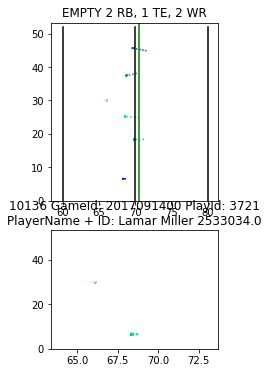 EMPTY 2 RB, 1 TE, 2 WR
50
40
30
20
10
0
60 65 70 75 80
10136 GameId: 2017091400 PlayId: 3721
PlayerName + ID: Lamar Miller 2533034.0
40
20
0
65.0 67.5 70.0 72.5